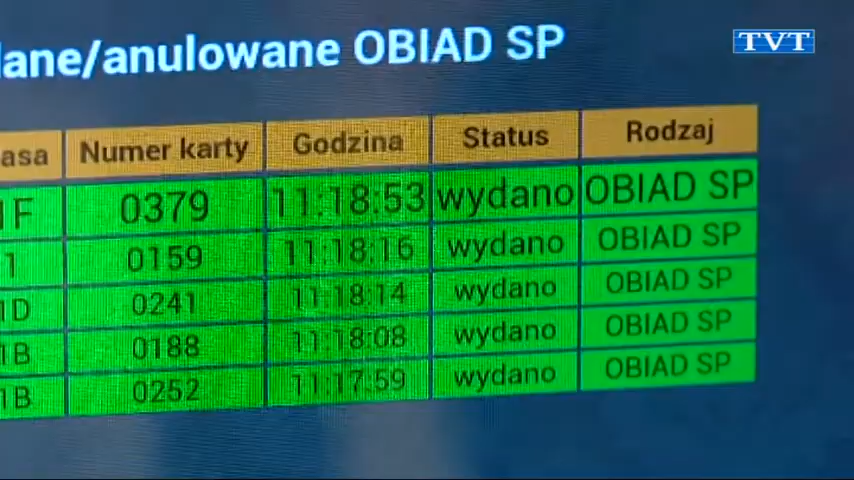 TVT
dane/anulowane OBIAD SP
asa Numer karty Godzina Status Rodzaj
1F 0379 11:18:53 wydano OBIAD SP
1 0159 11:18:16 wydano OBIAD SP
1D 0241 11:18:14 wydano OBIAD SP
1B 0188 11:18:08 wydano OBIAD SP
1B 0252 11:17:59 wydano OBIAD SP